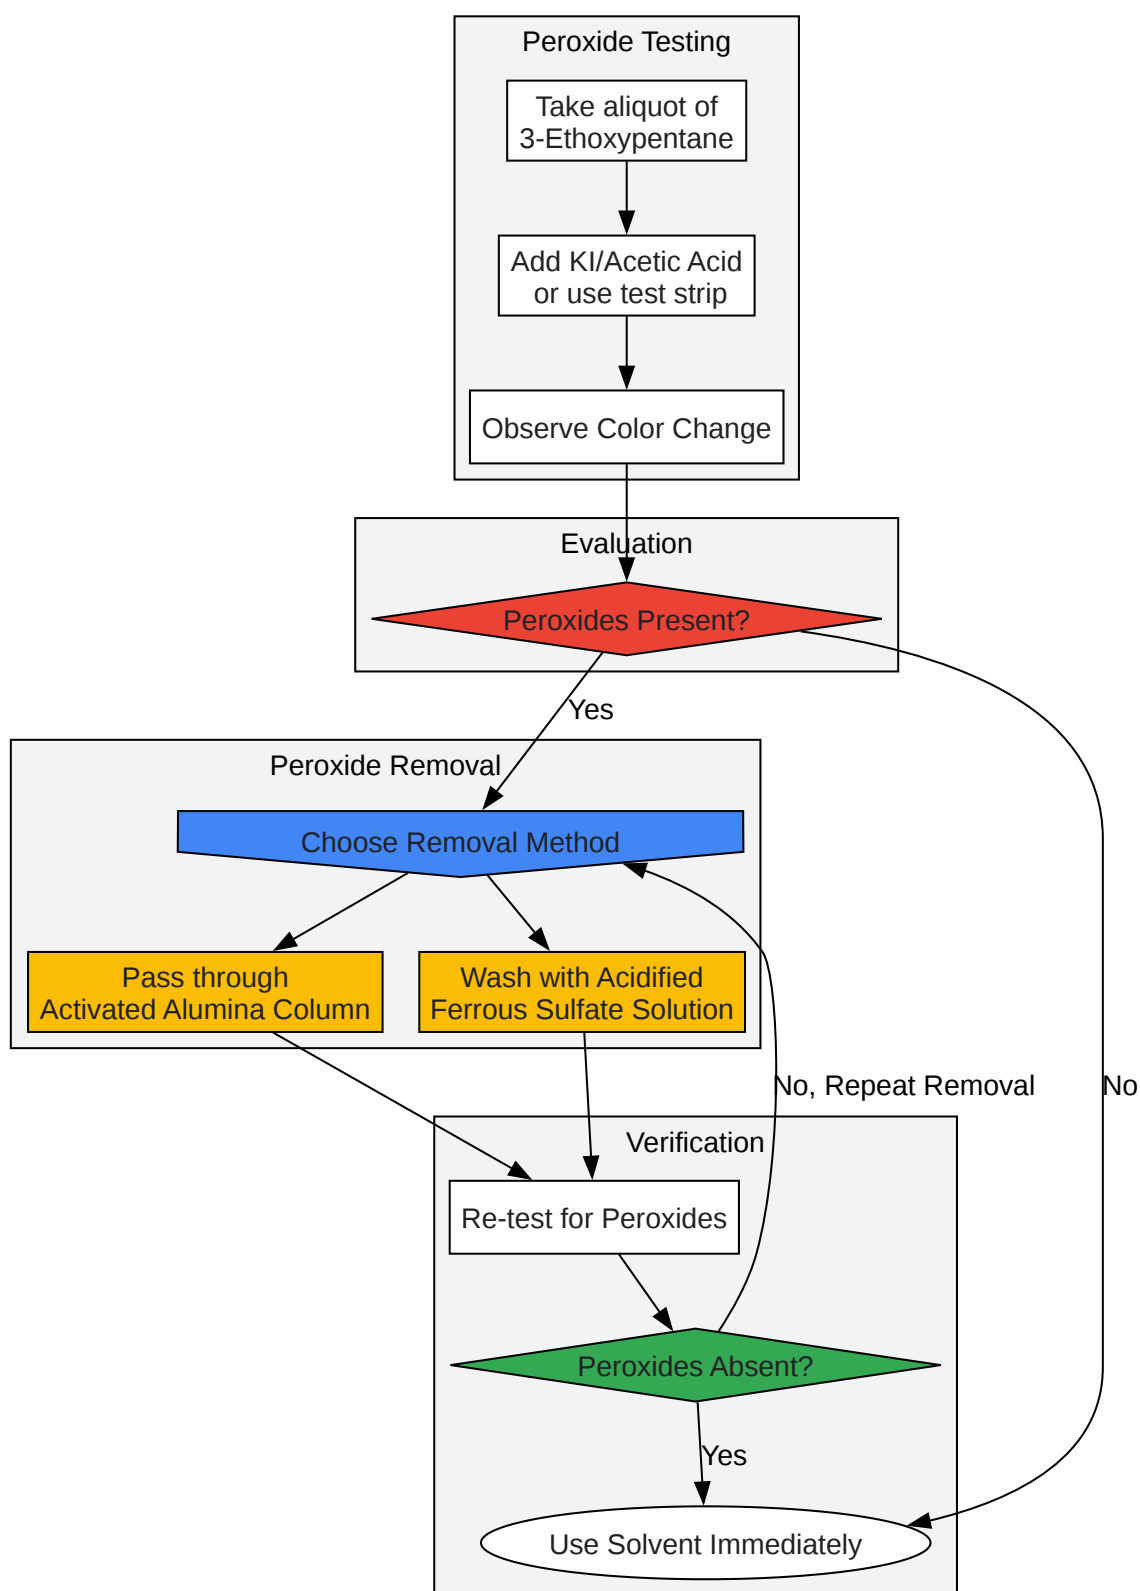 Peroxide Testing
Take aliquot of
3-Ethoxypentane
Add KI/Acetic Acid
or use test strip
Observe Color Change
Evaluation
Peroxides Present?
Yes
Peroxide Removal
Choose Removal Method
Pass through
Activated Alumina Column
Wash with Acidified
Ferrous Sulfate Solution
No, Repeat Removal
No
Verification
Re-test for Peroxides
Peroxides Absent?
Yes
Use Solvent Immediately